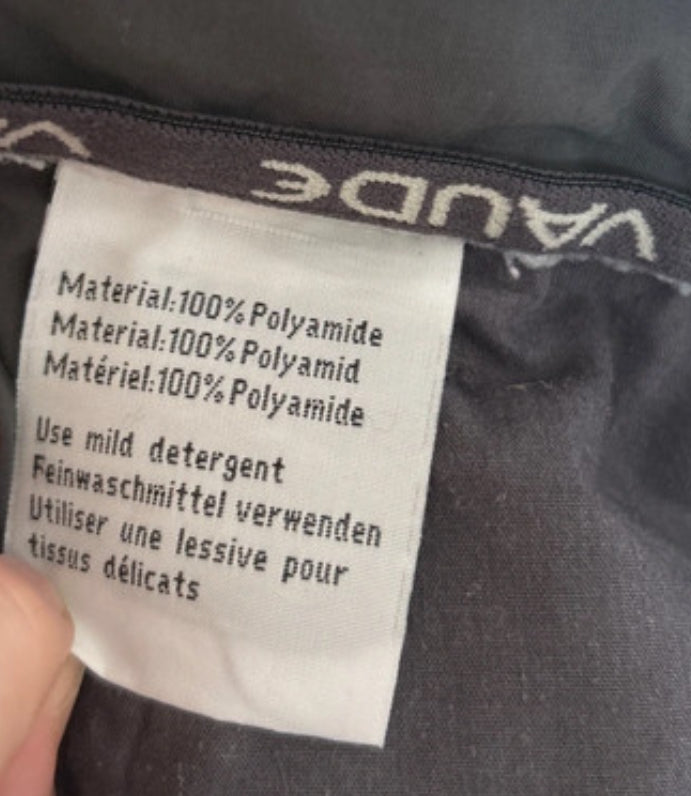 VAUDE
Material:100% Polyamide
Material:100% Polyamid
Matériel:100% Polyamide
Use mild detergent
Feinwaschmittel verwenden
Utiliser une lessive pour
tissus délicats